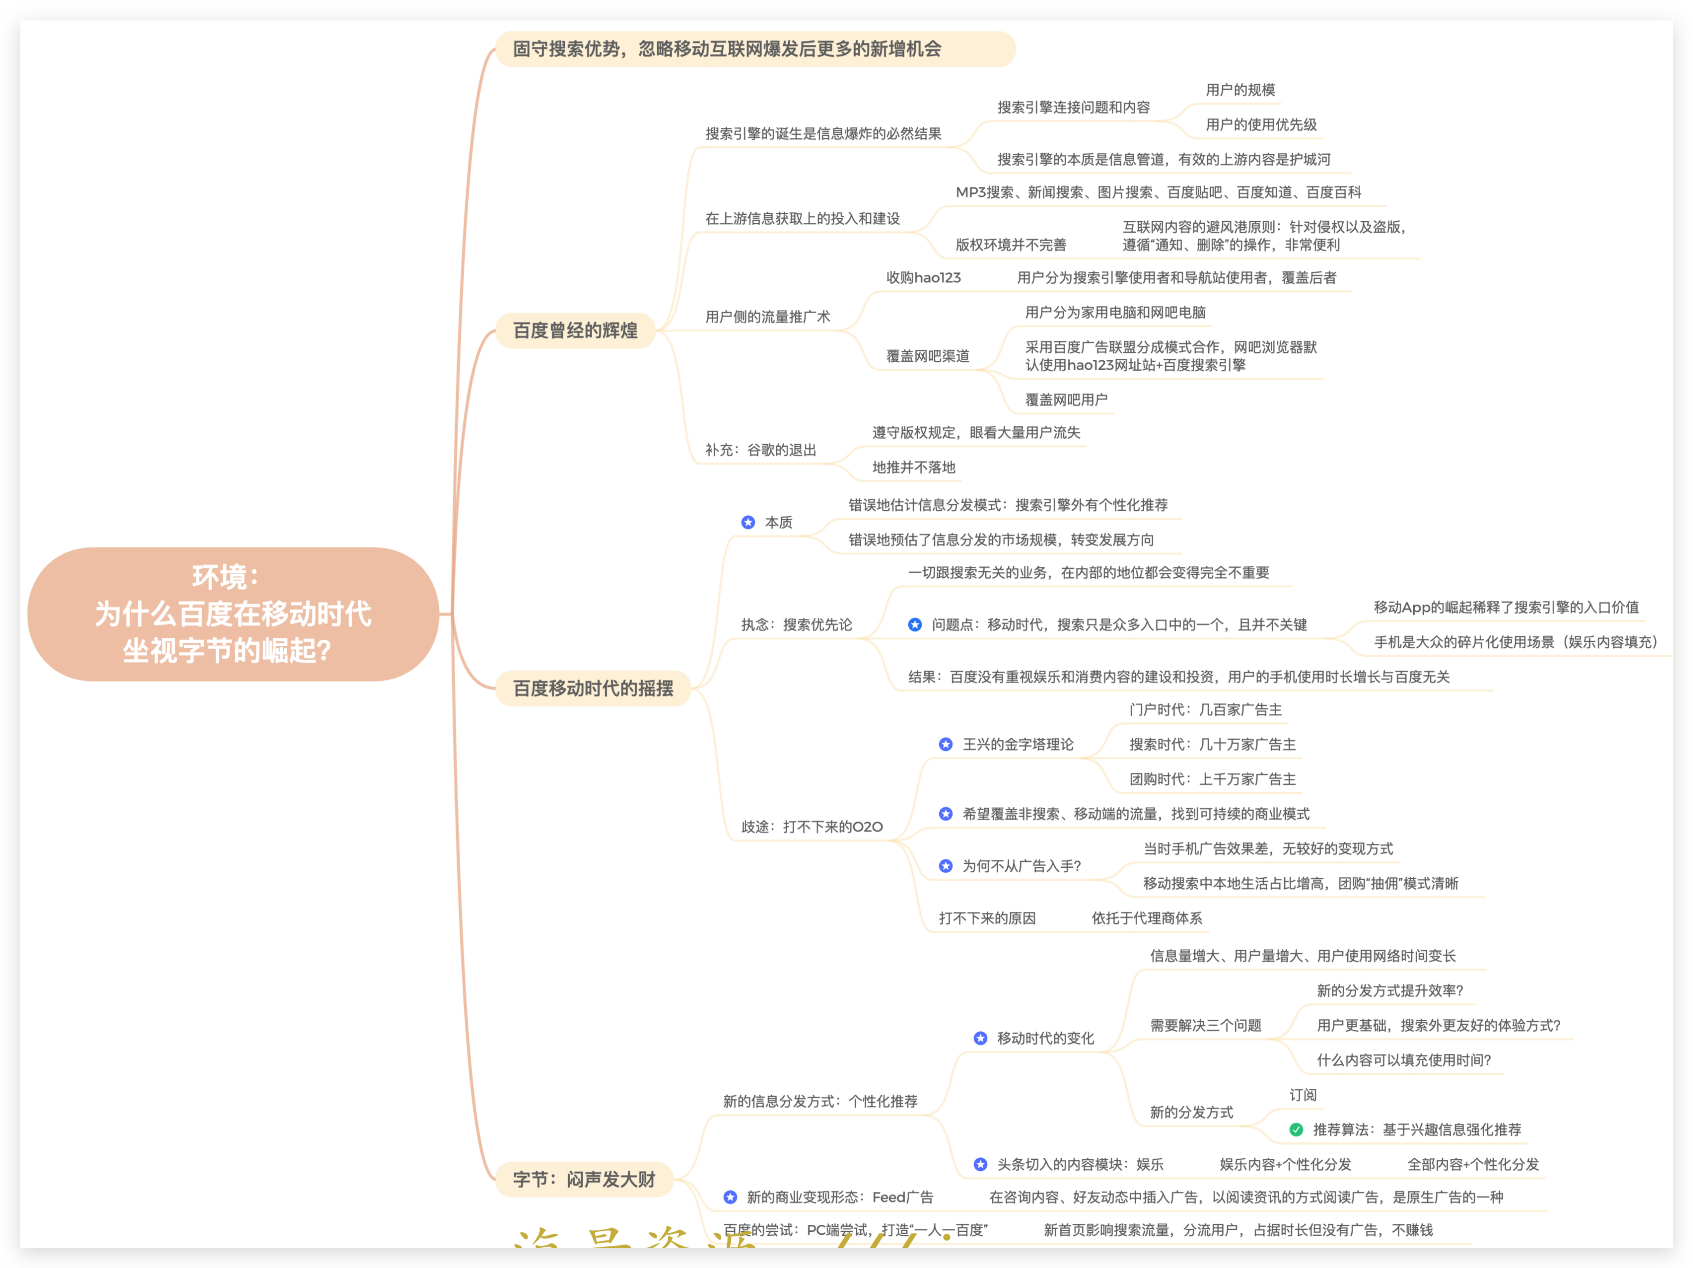 环境：
为什么百度在移动时代
坐视字节的崛起？
固守搜索优势，忽略移动互联网爆发后更多的新增机会
百度曾经的辉煌
搜索引擎的诞生是信息爆炸的必然结果
搜索引擎连接问题和内容
用户的规模
用户的使用优先级
搜索引擎的本质是信息管道，有效的上游内容是护城河
在上游信息获取上的投入和建设
MP3搜索、新闻搜索、图片搜索、百度贴吧、百度知道、百度百科
版权环境并不完善
互联网内容的避风港原则：针对侵权以及盗版，
遵循“通知、删除”的操作，非常便利
用户侧的流量推广术
收购hao123
用户分为搜索引擎使用者和导航站使用者，覆盖后者
覆盖网吧渠道
用户分为家用电脑和网吧电脑
采用百度广告联盟分成模式合作，网吧浏览器默
认使用hao123网址站+百度搜索引擎
覆盖网吧用户
补充：谷歌的退出
遵守版权规定，眼看大量用户流失
地推并不落地
百度移动时代的摇摆
本质
错误地估计信息分发模式：搜索引擎外有个性化推荐
错误地预估了信息分发的市场规模，转变发展方向
执念：搜索优先论
一切跟搜索无关的业务，在内部的地位都会变得完全不重要
问题点：移动时代，搜索只是众多入口中的一个，且并不关键
移动App的崛起稀释了搜索引擎的入口价值
手机是大众的碎片化使用场景（娱乐内容填充）
结果：百度没有重视娱乐和消费内容的建设和投资，用户的手机使用时长增长与百度无关
歧途：打不下来的O2O
王兴的金字塔理论
门户时代：几百家广告主
搜索时代：几十万家广告主
团购时代：上千万家广告主
希望覆盖非搜索、移动端的流量，找到可持续的商业模式
为何不从广告入手？
当时手机广告效果差，无较好的变现方式
移动搜索中本地生活占比增高，团购“抽佣”模式清晰
打不下来的原因
依托于代理商体系
字节：闷声发大财
新的信息分发方式：个性化推荐
移动时代的变化
信息量增大、用户量增大、用户使用网络时间变长
需要解决三个问题
新的分发方式提升效率？
用户更基础，搜索外更友好的体验方式？
什么内容可以填充使用时间？
新的分发方式
订阅
推荐算法：基于兴趣信息强化推荐
头条切入的内容模块：娱乐
娱乐内容+个性化分发
全部内容+个性化分发
新的商业变现形态：Feed广告
在咨询内容、好友动态中插入广告，以阅读资讯的方式阅读广告，是原生广告的一种
百度的尝试：PC端尝试，打造“一人一百度”
新首页影响搜索流量，分流用户，占据时长但没有广告，不赚钱